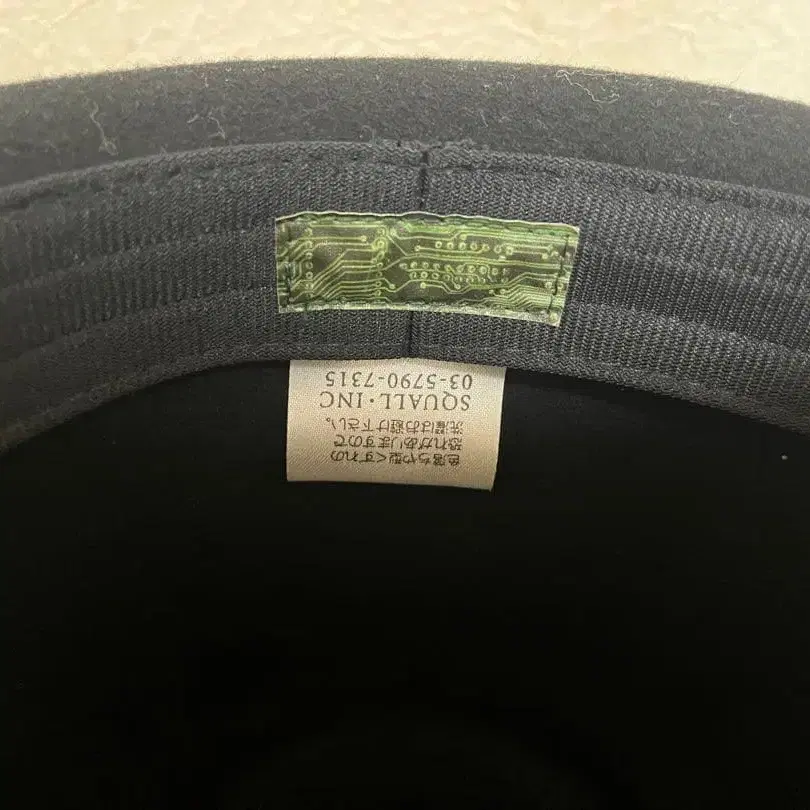 色落ちや型くずれの
恐れがありますので
洗濯はお避け下さい。
SQUALL・INC
03-5790-7315